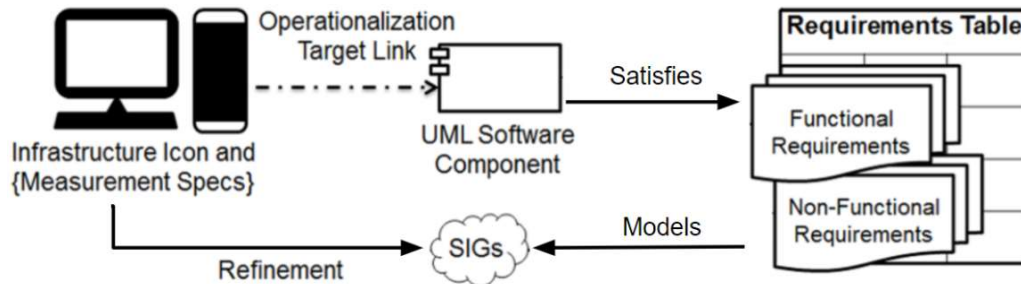 Operationalization
Target Link
Infrastructure Icon and
{Measurement Specs}
UML Software
Component
Satisfies
Requirements Table
Functional
Requirements
Non-Functional
Requirements
Models
SIGs
Refinement